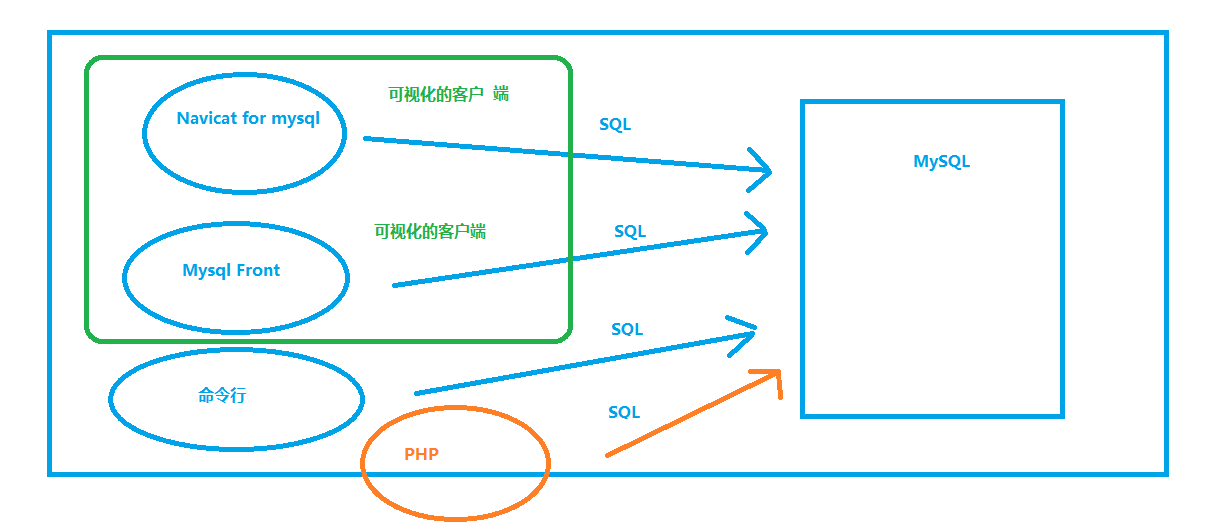 可视化的客户 端
Navicat for mysql
SQL
MySQL
可视化的客户端
SQL
Mysql Front
SQL
命令行
SQL
PHP